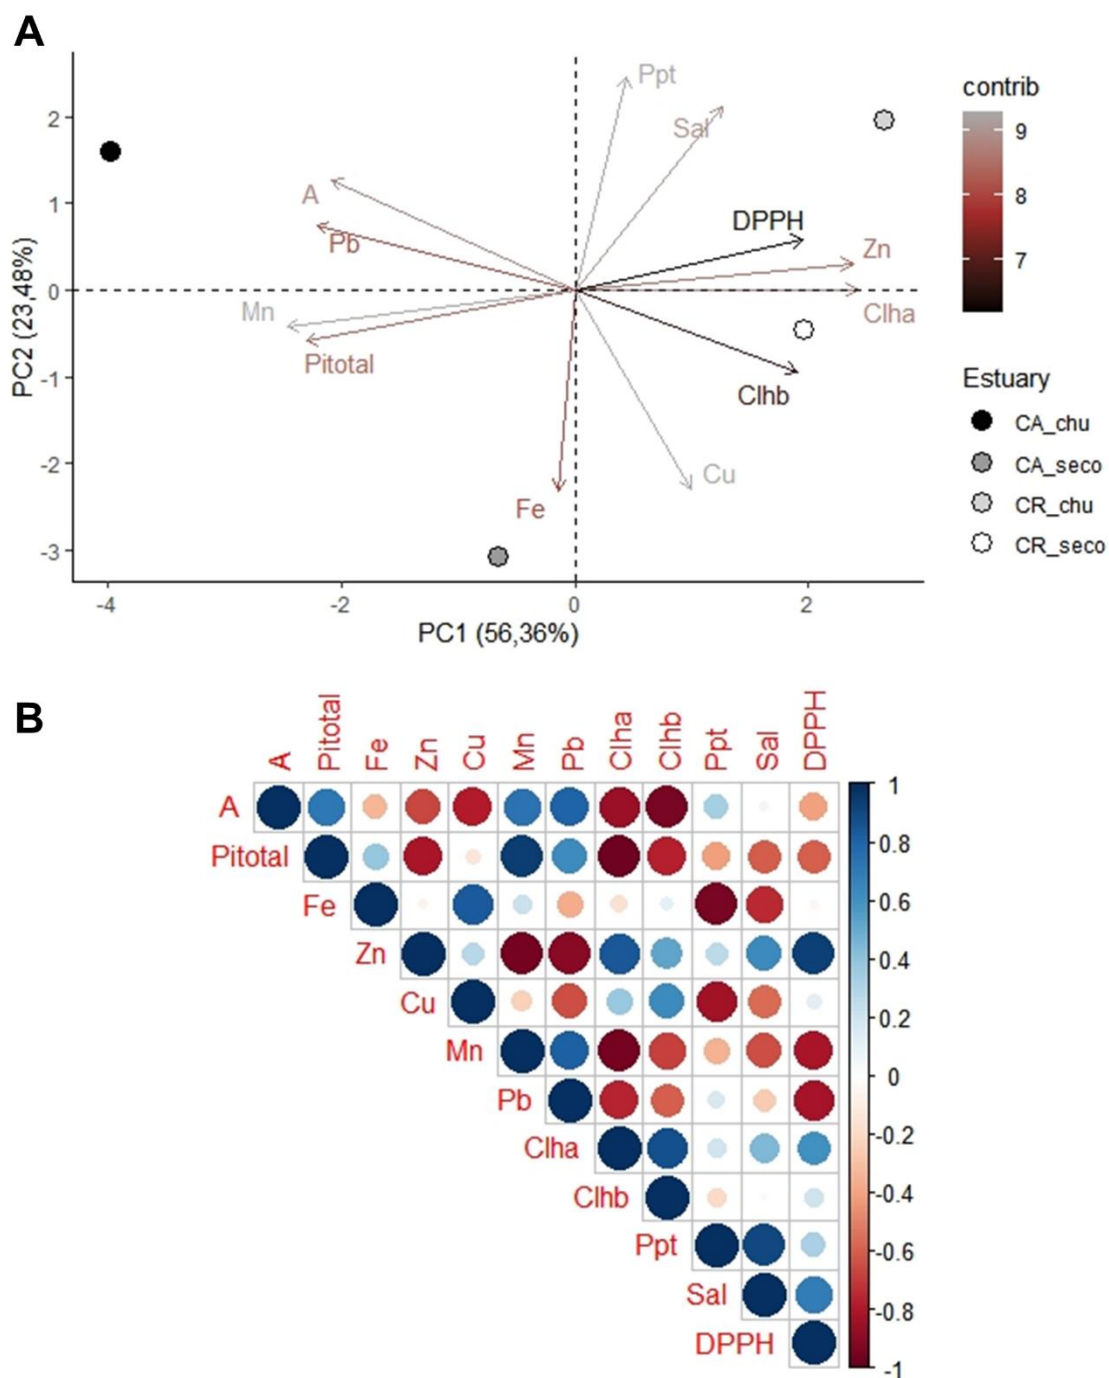 A
PC2 (23,48%)
2
1
0
-1
-2
-3
Ppt
Sal
A
Pb
DPPH
Zn
Mn
Clha
Pitotal
Clhb
Cu
Fe
-4
-2
0
2
PC1 (56,36%)
contrib
9
8
7
Estuary
CA_chu
CA_seco
CR_chu
CR_seco
B
A Pitotal Fe Zn Cu Mn Pb Clha Clhb Ppt Sal DPPH
A
Pitotal
Fe
Zn
Cu
Mn
Pb
Clha
Clhb
Ppt
Sal
DPPH
1
0.8
0.6
0.4
0.2
0
-0.2
-0.4
-0.6
-0.8
-1